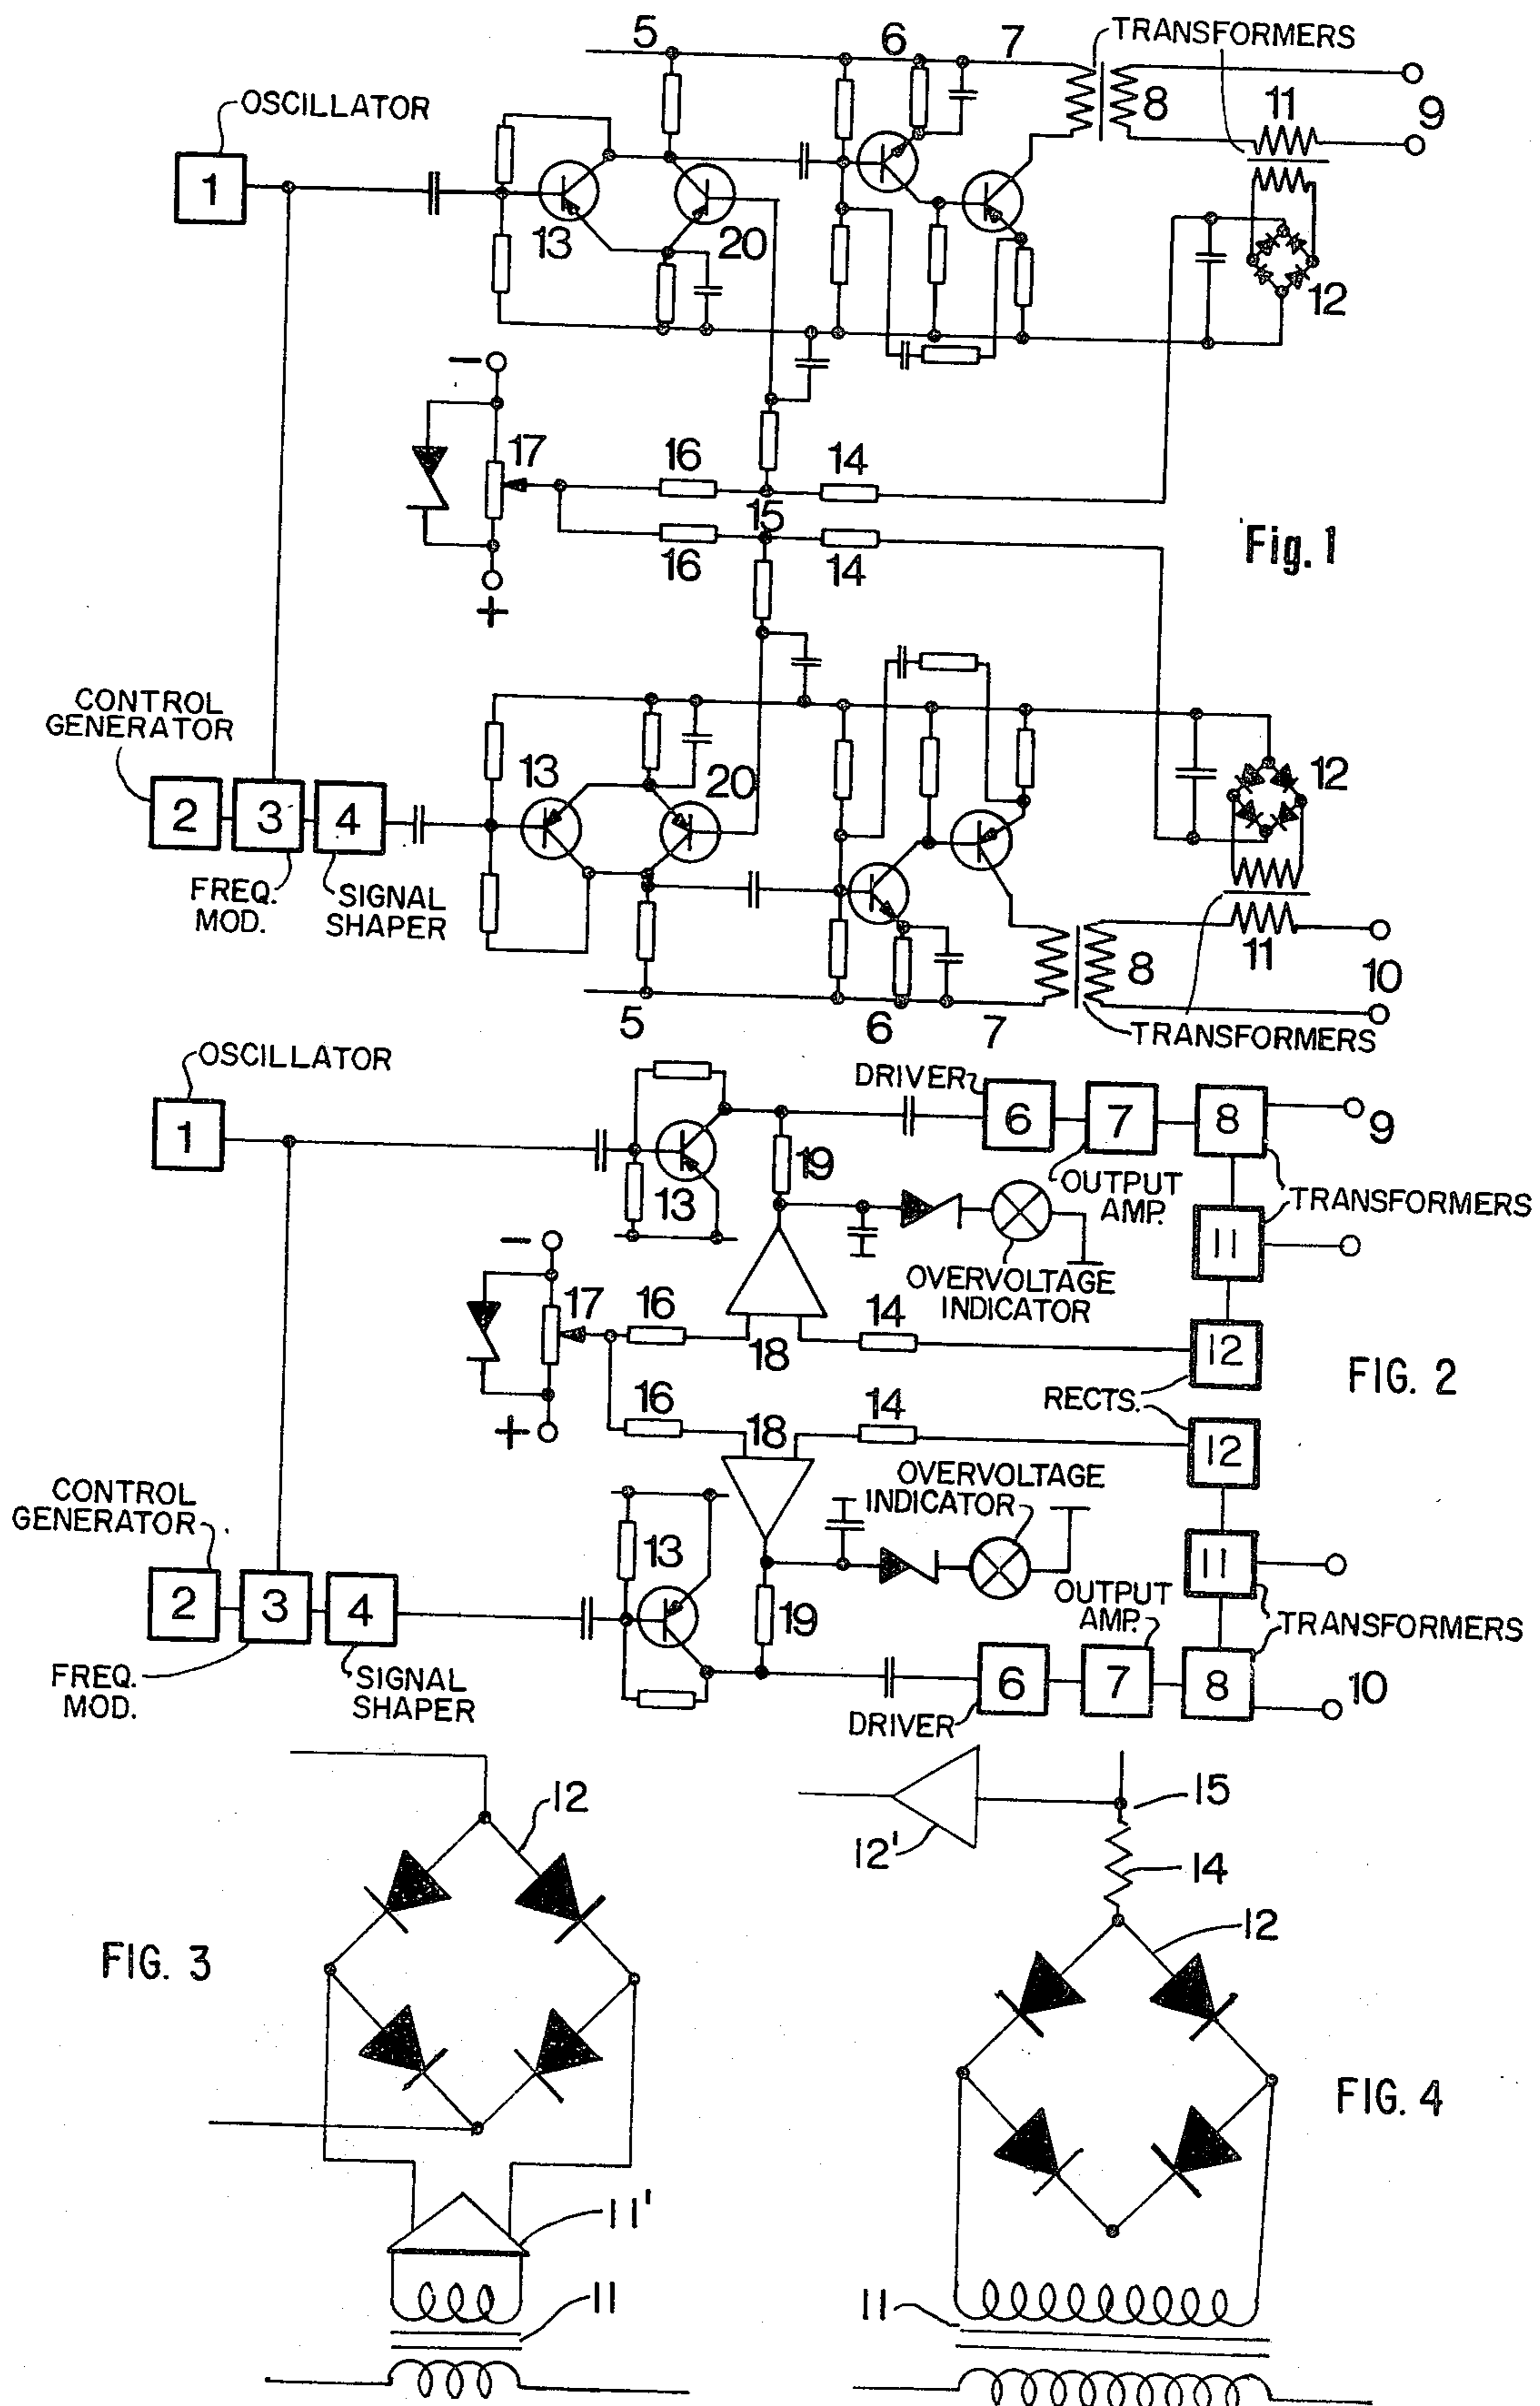 5
6
7
TRANSFORMERS
OSCILLATOR
8
11
9
1
13
20
12
−
17
16
14
15
16
14
Fig. 1
+
CONTROL
GENERATOR
13
20
12
2
3
4
FREQ.
MOD.
SIGNAL
SHAPER
11
8
10
5
6
7
TRANSFORMERS
OSCILLATOR
DRIVER
1
6
7
8
9
19
13
OUTPUT
AMP.
TRANSFORMERS
−
11
OVERVOLTAGE
INDICATOR
17
16
14
18
12
FIG. 2
RECTS.
16
18
14
+
12
CONTROL
GENERATOR
OVERVOLTAGE
INDICATOR
13
11
2
3
4
19
OUTPUT
AMP.
TRANSFORMERS
FREQ.
MOD.
SIGNAL
SHAPER
6
7
8
10
DRIVER
12
15
12'
14
FIG. 3
12
FIG. 4
11'
11
11